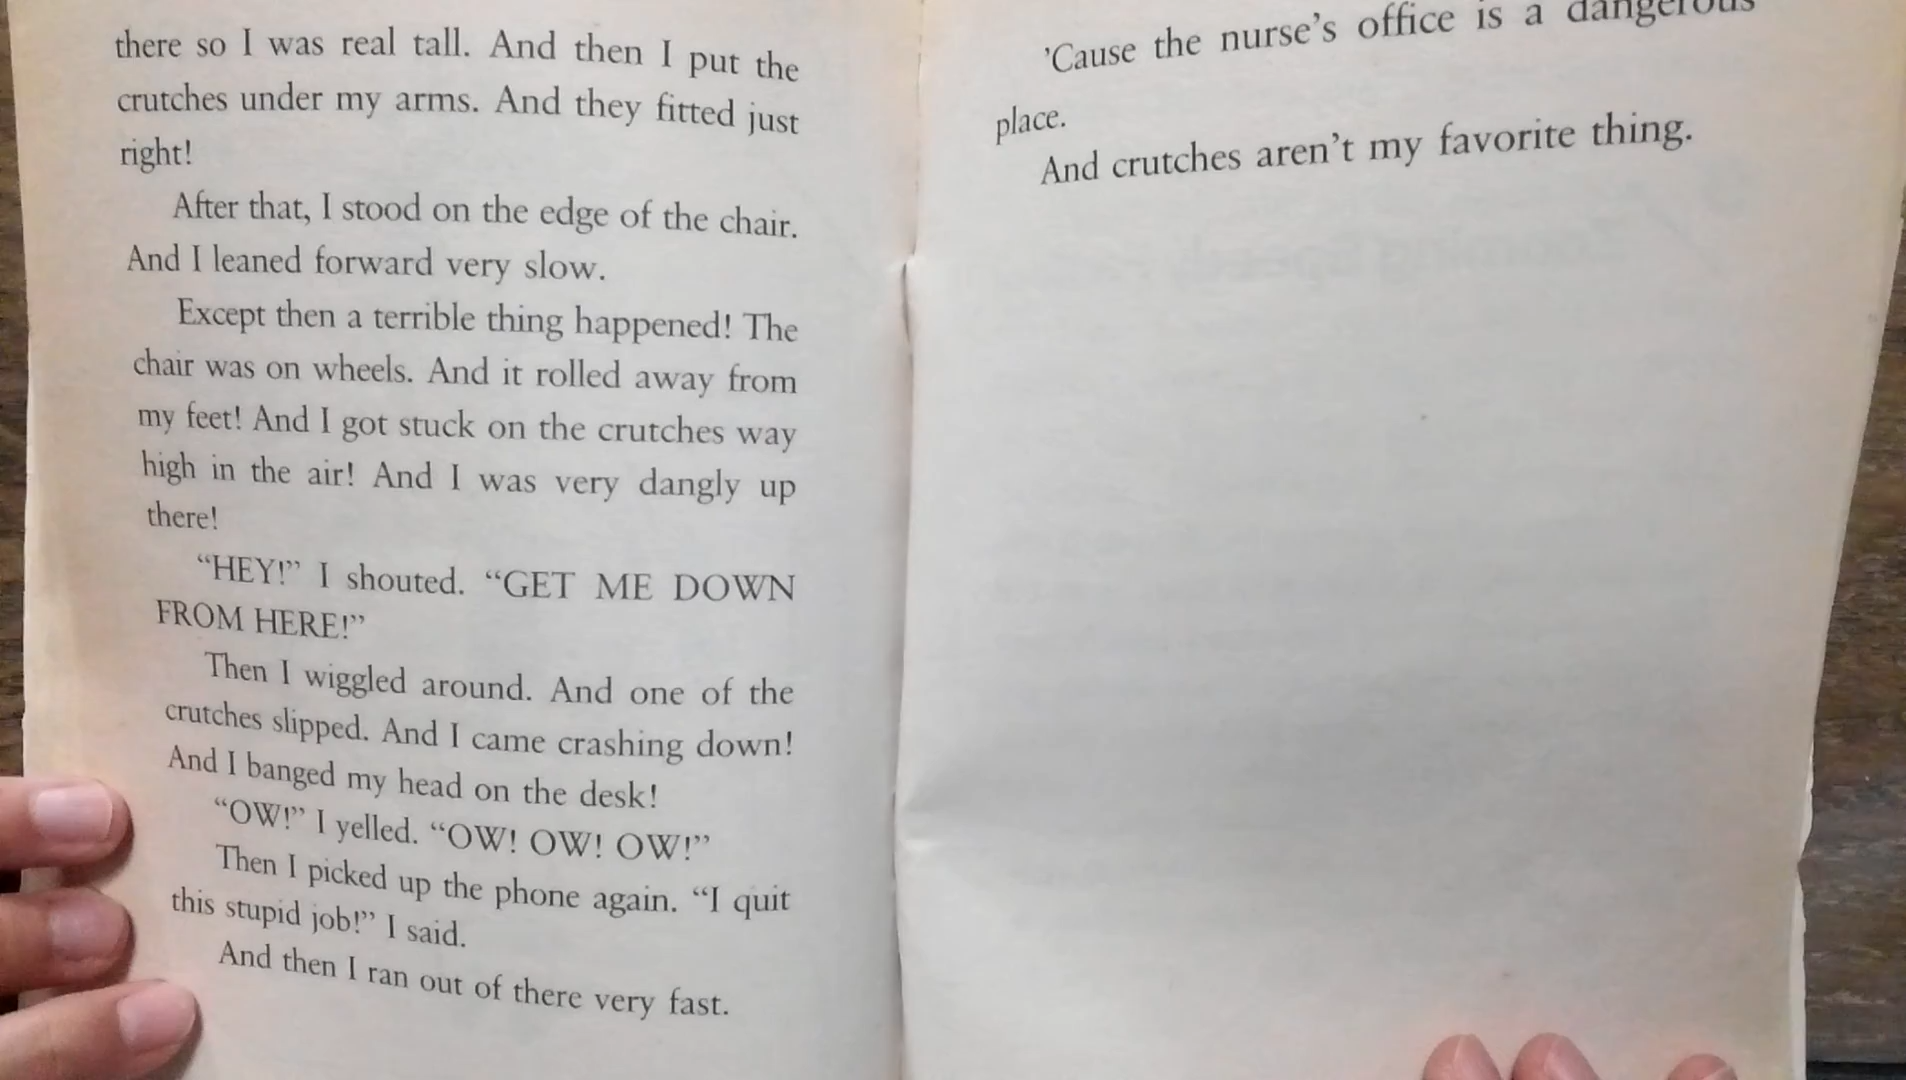 there so I was real tall. And then I put the
crutches under my arms. And they fitted just
right!
After that, I stood on the edge of the chair.
And I leaned forward very slow.
Except then a terrible thing happened! The
chair was on wheels. And it rolled away from
my feet! And I got stuck on the crutches way
high in the air! And I was very dangly up
there!
“HEY!” I shouted. “GET ME DOWN
FROM HERE!”
Then I wiggled around. And one of the
crutches slipped. And I came crashing down!
And I banged my head on the desk!
“OW!” I yelled. “OW! OW! OW!”
Then I picked up the phone again. “I quit
this stupid job!” I said.
And then I ran out of there very fast.
’Cause the nurse’s office is a dangerous
place.
And crutches aren’t my favorite thing.